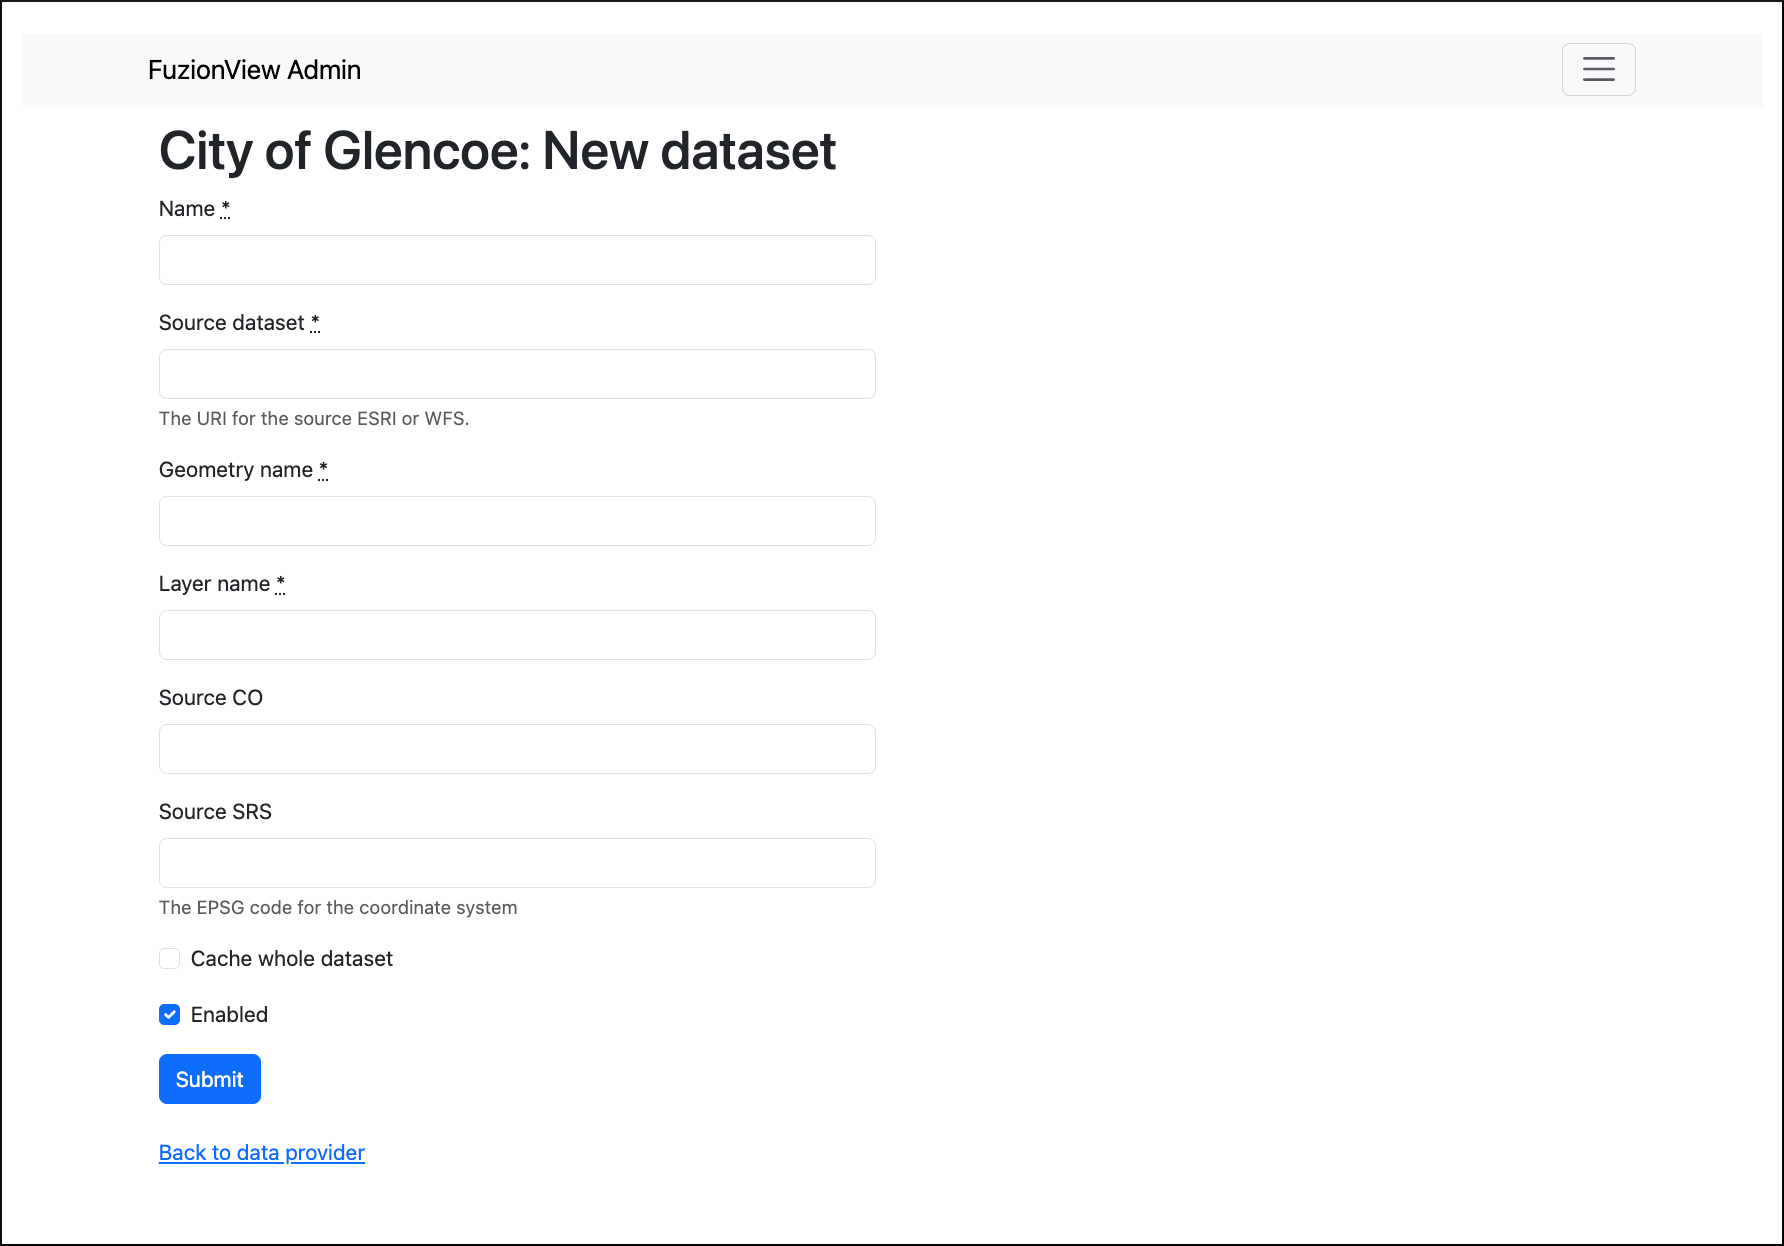 FuzionView Admin
City of Glencoe: New dataset
Name *
Source dataset *
The URI for the source ESRI or WFS.
Geometry name *
Layer name *
Source CO
Source SRS
The EPSG code for the coordinate system
Cache whole dataset
Enabled
Submit
Back to data provider